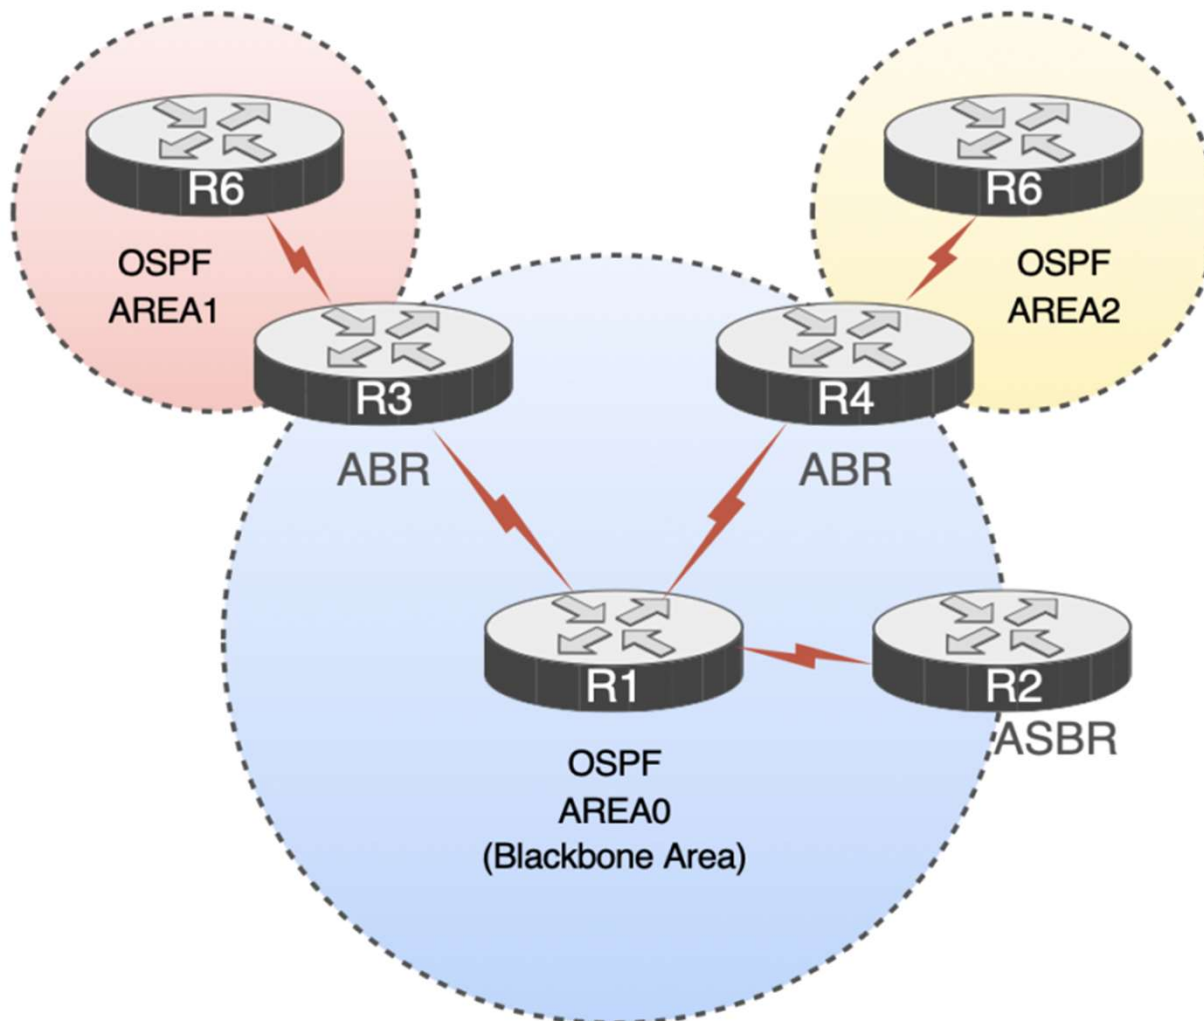 R6
R6
OSPF
AREA1
OSPF
AREA2
R3
R4
ABR
ABR
R1
R2
ASBR
OSPF
AREA0
(Blackbone Area)